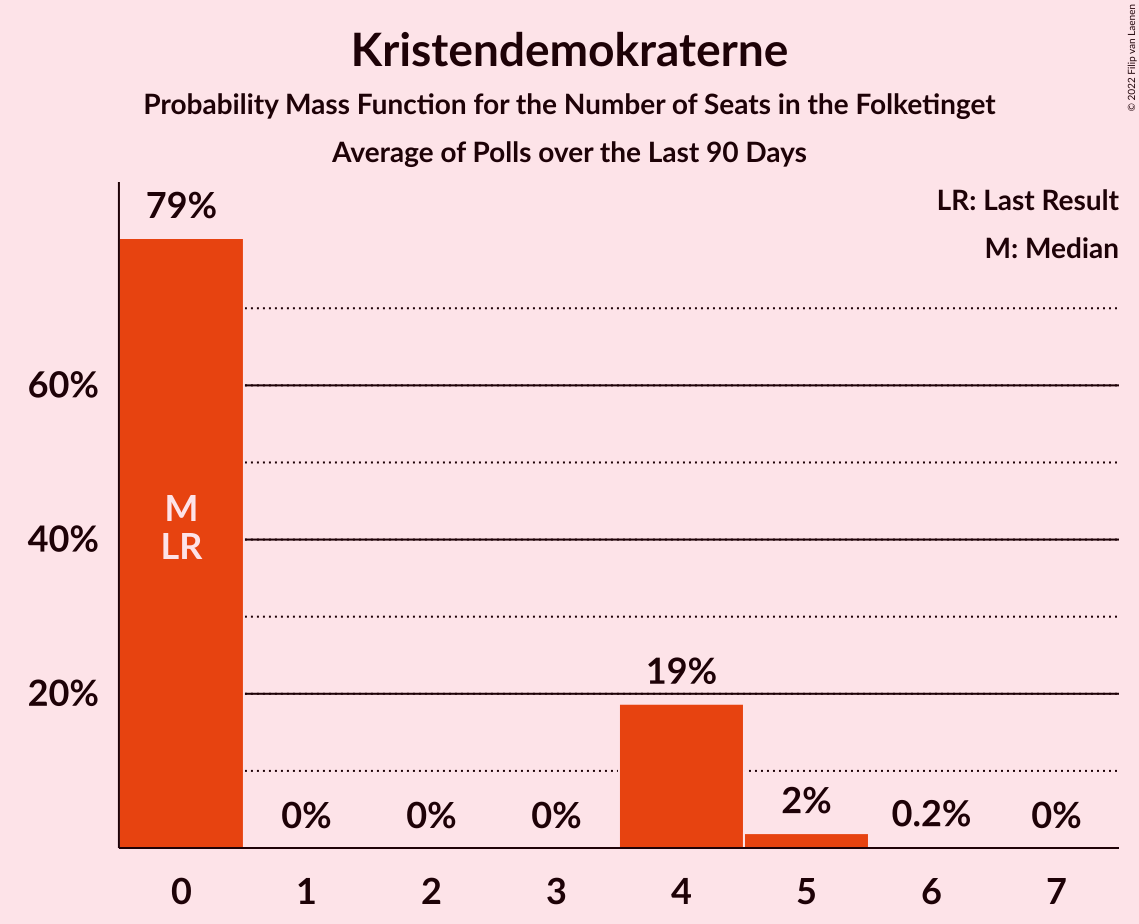 Kristendemokraterne
Probability Mass Function for the Number of Seats in the Folketinget
Average of Polls over the Last 90 Days
© 2022 Filip van Laenen
LR: Last Result
M: Median
79%
60%
M
40%
LR
19%
20%
0%
0%
0%
2%
0.2%
0%
0
1
2
3
4
5
6
7